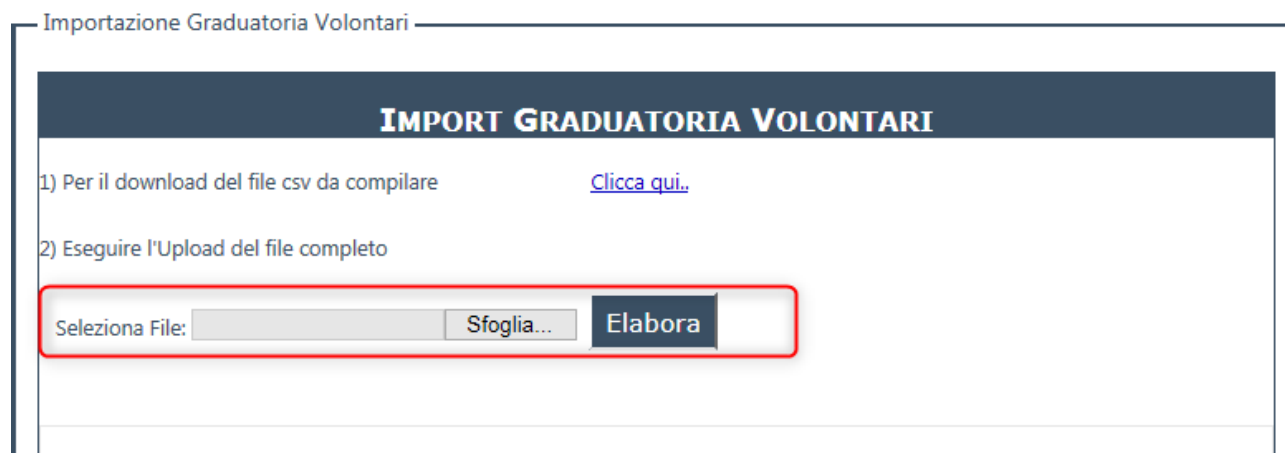 Importazione Graduatoria Volontari
IMPORT GRADUATORIA VOLONTARI
1) Per il download del file csv da compilare Clicca qui..
2) Eseguire l'Upload del file completo
Seleziona File: Sfoglia... Elabora